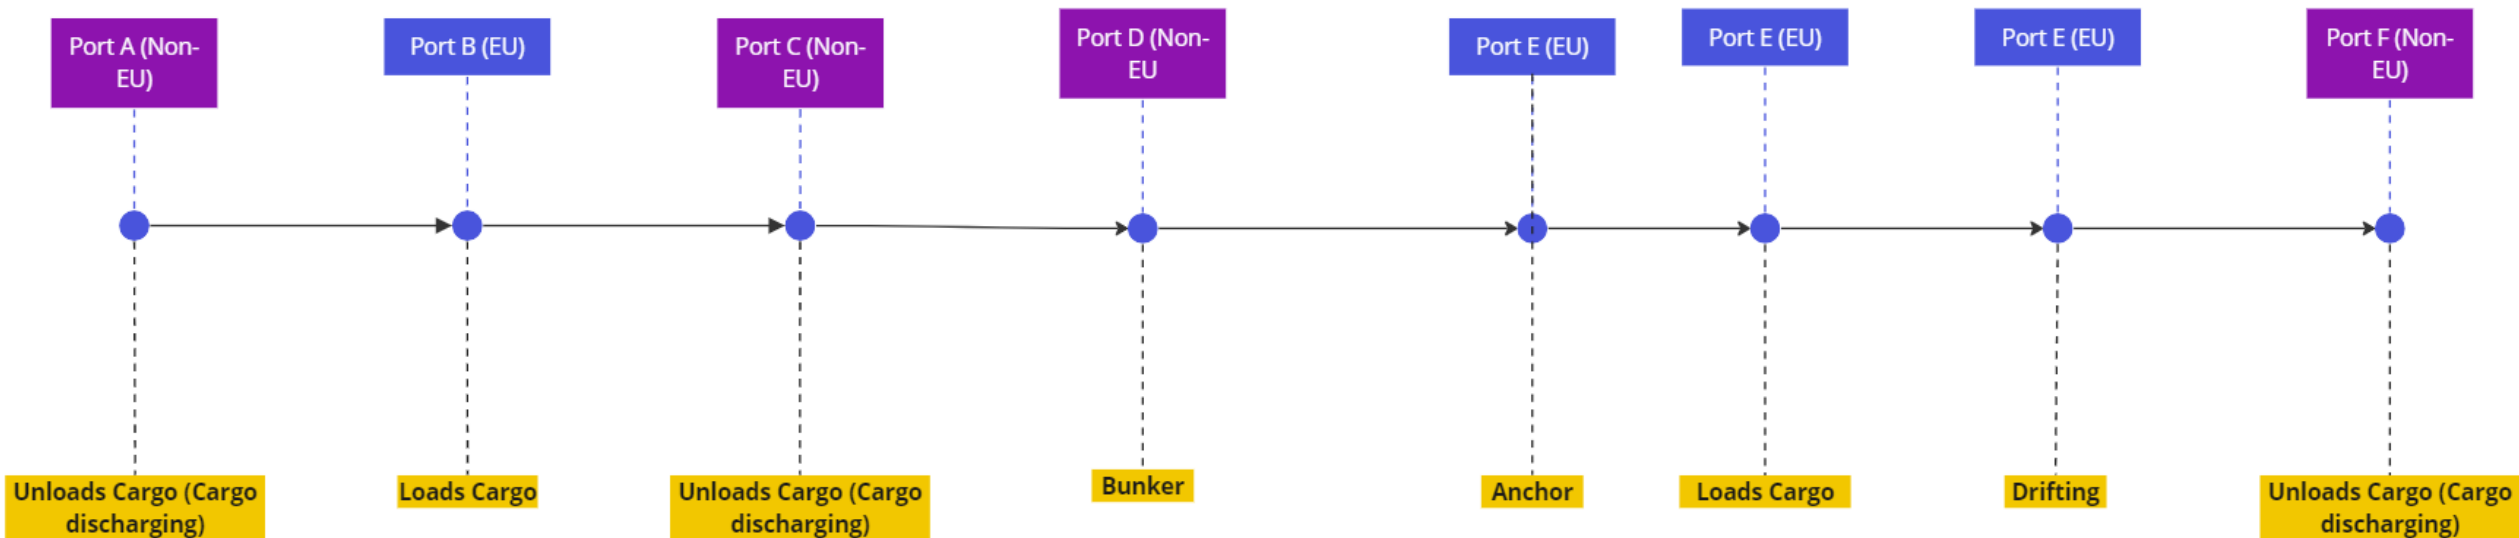 Port A (Non-
EU)
Port B (EU)
Port C (Non-
EU)
Port D (Non-
EU
Port E (EU)
Port E (EU)
Port E (EU)
Port F (Non-
EU)
Unloads Cargo (Cargo
discharging)
Loads Cargo
Unloads Cargo (Cargo
discharging)
Bunker
Anchor
Loads Cargo
Drifting
Unloads Cargo (Cargo
discharging)